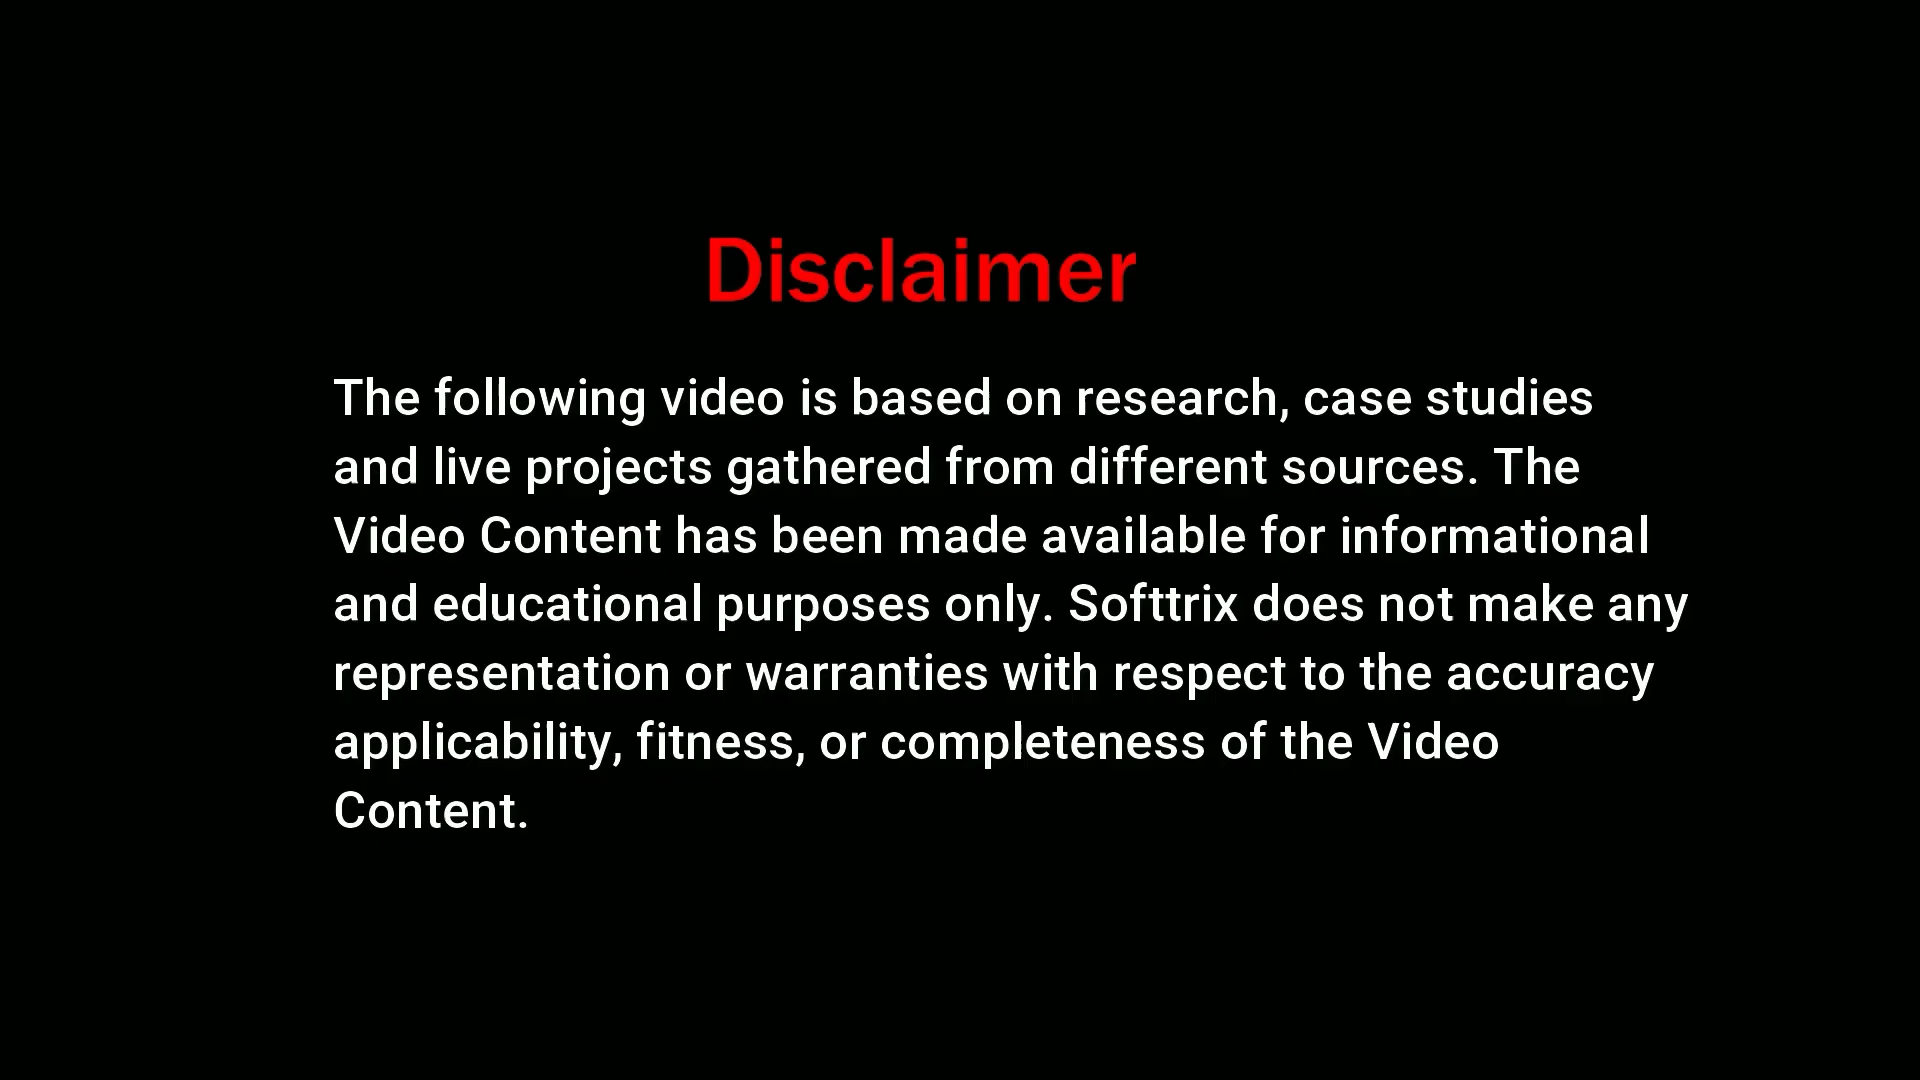 Disclaimer
The following video is based on research, case studies
and live projects gathered from different sources. The
Video Content has been made available for informational
and educational purposes only. Softtrix does not make any
representation or warranties with respect to the accuracy
applicability, fitness, or completeness of the Video
Content.